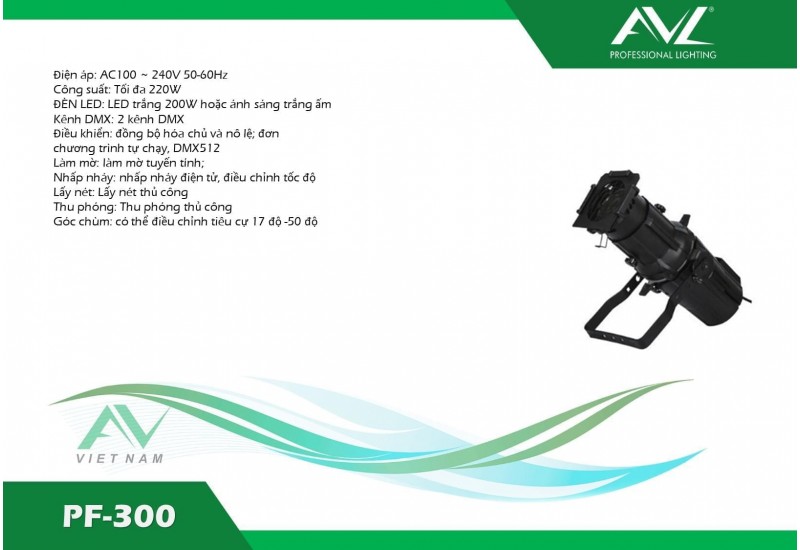 AVL®
PROFESSIONAL LIGHTING
Điện áp: AC100 ~ 240V 50-60Hz
Công suất: Tối đa 220W
ĐÈN LED: LED trắng 200W hoặc ánh sáng trắng ấm
Kênh DMX: 2 kênh DMX
Điều khiển: đồng bộ hóa chủ và nô lệ; đơn
chương trình tự chạy, DMX512
Làm mờ: làm mờ tuyến tính;
Nhấp nháy: nhấp nháy điện tử, điều chỉnh tốc độ
Lấy nét: Lấy nét thủ công
Thu phóng: Thu phóng thủ công
Góc chùm: có thể điều chỉnh tiêu cự 17 độ -50 độ
AV
VIET NAM
PF-300